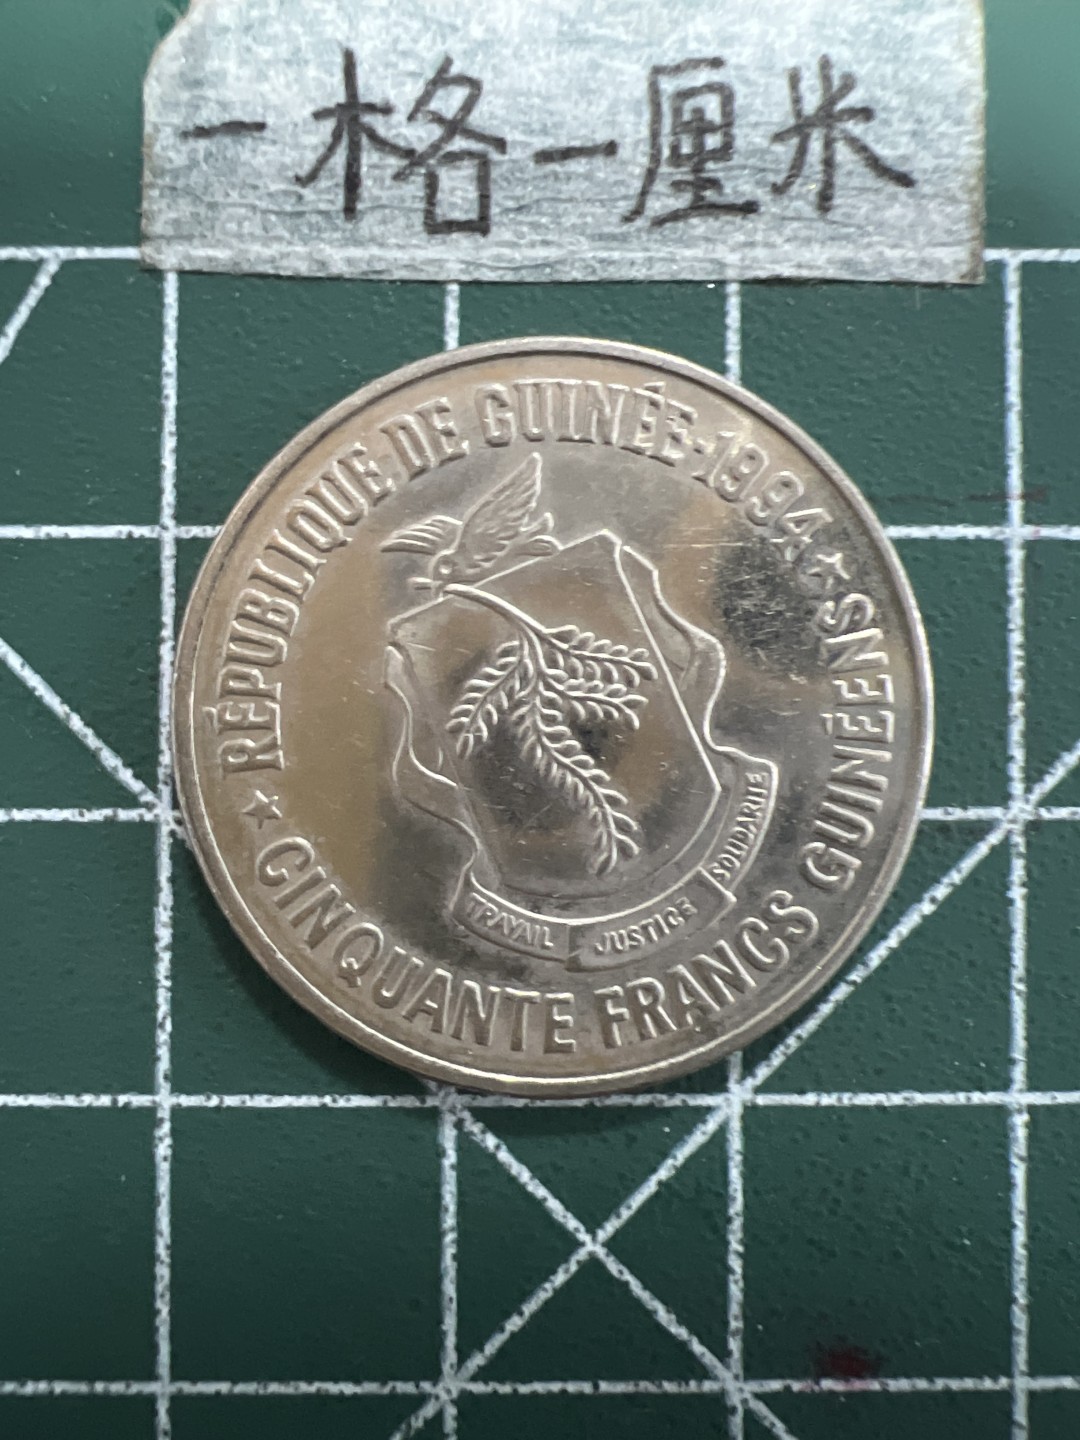 一格一厘米
RÉPUBLIQUE DE GUINÉE·1994
TRAVAIL JUSTICE SOLIDARITE
CINQUANTE FRANCS GUINÉENS